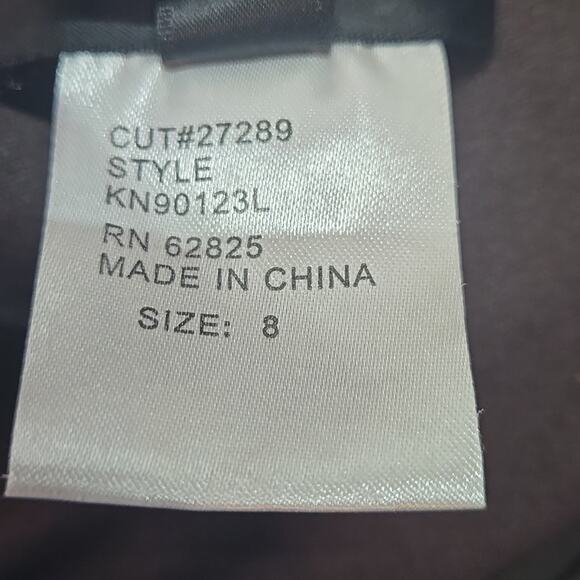 CUT#27289
STYLE
KN90123L
RN 62825
MADE IN CHINA
SIZE: 8